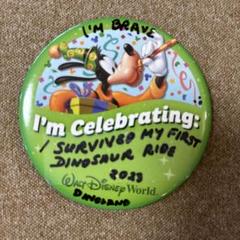 I'M BRAVE
I'm Celebrating:
I SURVIVED MY FIRST
DINOSAUR RIDE
2023
Walt Disney World
DINOLAND